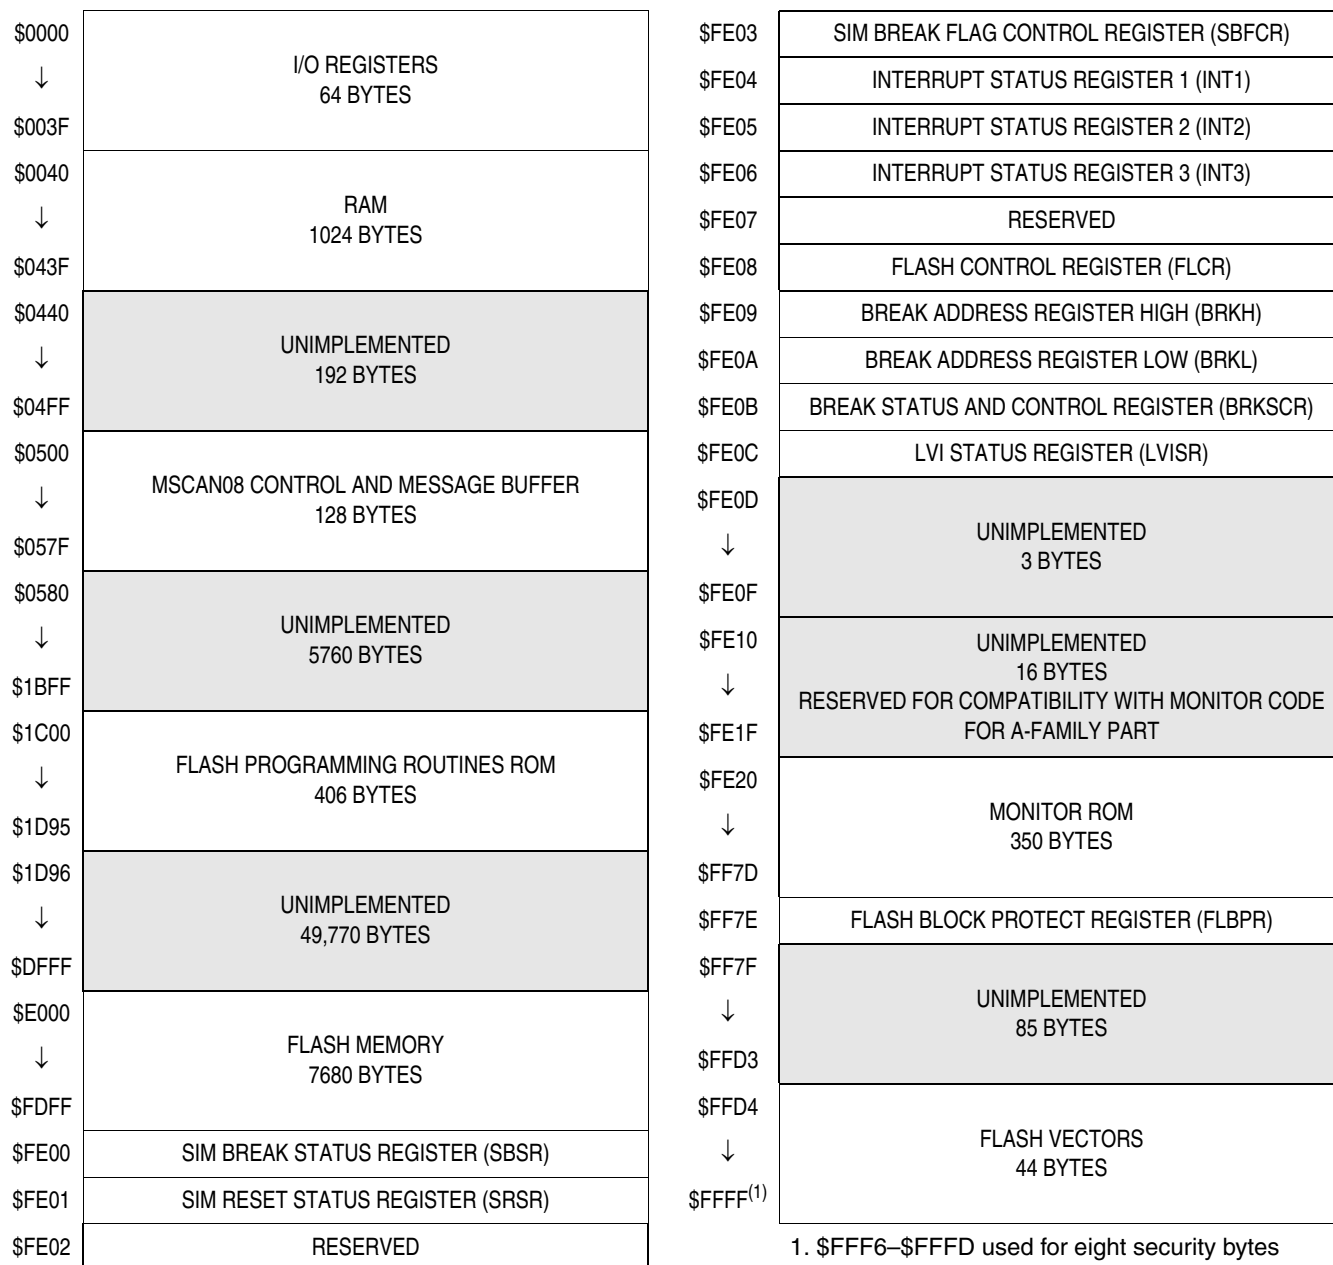 $0000
↓
$003F
I/O REGISTERS
64 BYTES
$0040
↓
$043F
RAM
1024 BYTES
$0440
↓
$04FF
UNIMPLEMENTED
192 BYTES
$0500
↓
$057F
MSCAN08 CONTROL AND MESSAGE BUFFER
128 BYTES
$0580
↓
$1BFF
UNIMPLEMENTED
5760 BYTES
$1C00
↓
$1D95
FLASH PROGRAMMING ROUTINES ROM
406 BYTES
$1D96
↓
$DFFF
UNIMPLEMENTED
49,770 BYTES
$E000
↓
$FDFF
FLASH MEMORY
7680 BYTES
$FE00 SIM BREAK STATUS REGISTER (SBSR)
$FE01 SIM RESET STATUS REGISTER (SRSR)
$FE02 RESERVED
$FE03 SIM BREAK FLAG CONTROL REGISTER (SBFCR)
$FE04 INTERRUPT STATUS REGISTER 1 (INT1)
$FE05 INTERRUPT STATUS REGISTER 2 (INT2)
$FE06 INTERRUPT STATUS REGISTER 3 (INT3)
$FE07 RESERVED
$FE08 FLASH CONTROL REGISTER (FLCR)
$FE09 BREAK ADDRESS REGISTER HIGH (BRKH)
$FE0A BREAK ADDRESS REGISTER LOW (BRKL)
$FE0B BREAK STATUS AND CONTROL REGISTER (BRKSCR)
$FE0C LVI STATUS REGISTER (LVISR)
$FE0D
↓
$FE0F
UNIMPLEMENTED
3 BYTES
$FE10
↓
$FE1F
UNIMPLEMENTED
16 BYTES
RESERVED FOR COMPATIBILITY WITH MONITOR CODE
FOR A-FAMILY PART
$FE20
↓
$FF7D
MONITOR ROM
350 BYTES
$FF7E FLASH BLOCK PROTECT REGISTER (FLBPR)
$FF7F
↓
$FFD3
UNIMPLEMENTED
85 BYTES
$FFD4
↓
$FFFF(1)
FLASH VECTORS
44 BYTES
1. $FFF6–$FFFD used for eight security bytes